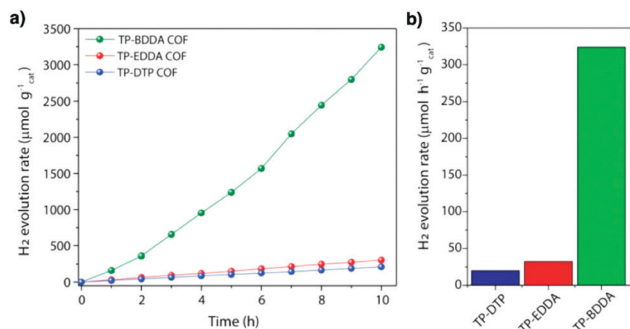 a)
H2 evolution rate (μmol g⁻¹cat)
3500
3000
2500
2000
1500
1000
500
0
TP-BDDA COF
TP-EDDA COF
TP-DTP COF
0 2 4 6 8 10
Time (h)
b)
H2 evolution rate (μmol h⁻¹ g⁻¹cat)
350
300
250
200
150
100
50
0
TP-DTP
TP-EDDA
TP-BDDA